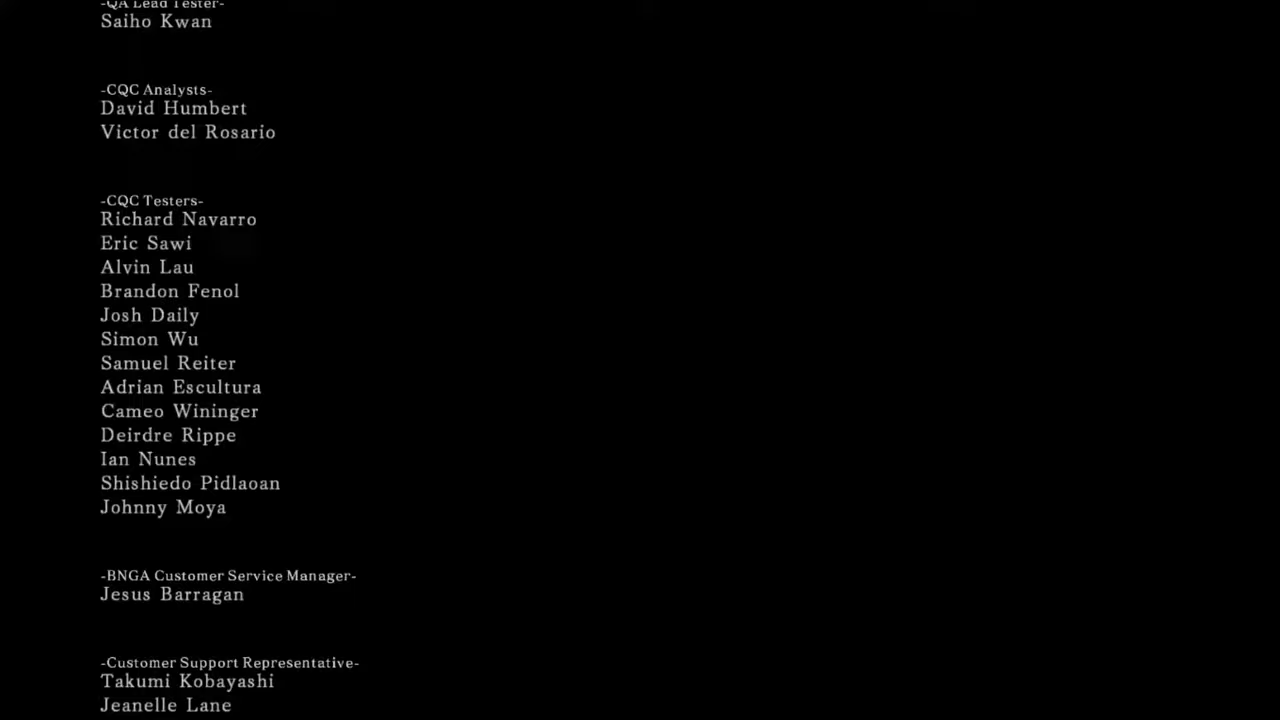 -QA Lead Tester-
Saiho Kwan
-CQC Analysts-
David Humbert
Victor del Rosario
-CQC Testers-
Richard Navarro
Eric Sawi
Alvin Lau
Brandon Fenol
Josh Daily
Simon Wu
Samuel Reiter
Adrian Escultura
Cameo Wininger
Deirdre Rippe
Ian Nunes
Shishiedo Pidlaoan
Johnny Moya
-BNGA Customer Service Manager-
Jesus Barragan
-Customer Support Representative-
Takumi Kobayashi
Jeanelle Lane